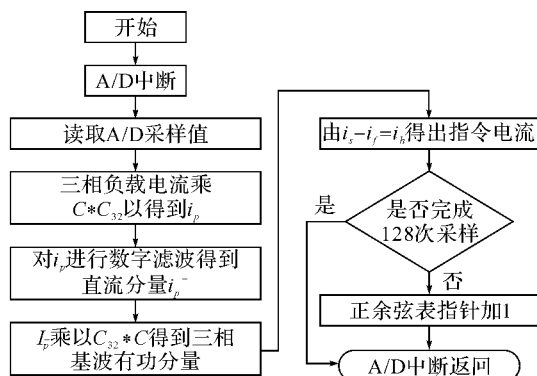 开始
A/D中断
读取A/D采样值
三相负载电流乘
C*C₃₂以得到iₚ
对iₚ进行数字滤波得到
直流分量iₚ⁻
Iₚ乘以C₃₂*C得到三相
基波有功分量
由iₛ-i_f=iₕ得出指令电流
是否完成
128次采样
是
否
正余弦表指针加1
A/D中断返回